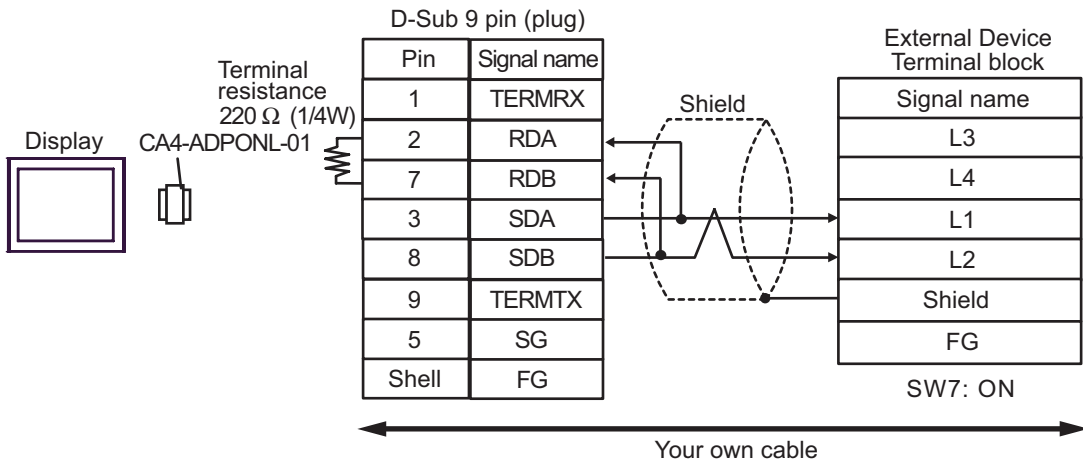 D-Sub 9 pin (plug)
Pin Signal name
1 TERMRX
2 RDA
7 RDB
3 SDA
8 SDB
9 TERMTX
5 SG
Shell FG
Terminal
resistance
220 Ω (1/4W)
Display
CA4-ADPONL-01
Shield
External Device
Terminal block
Signal name
L3
L4
L1
L2
Shield
FG
SW7: ON
Your own cable